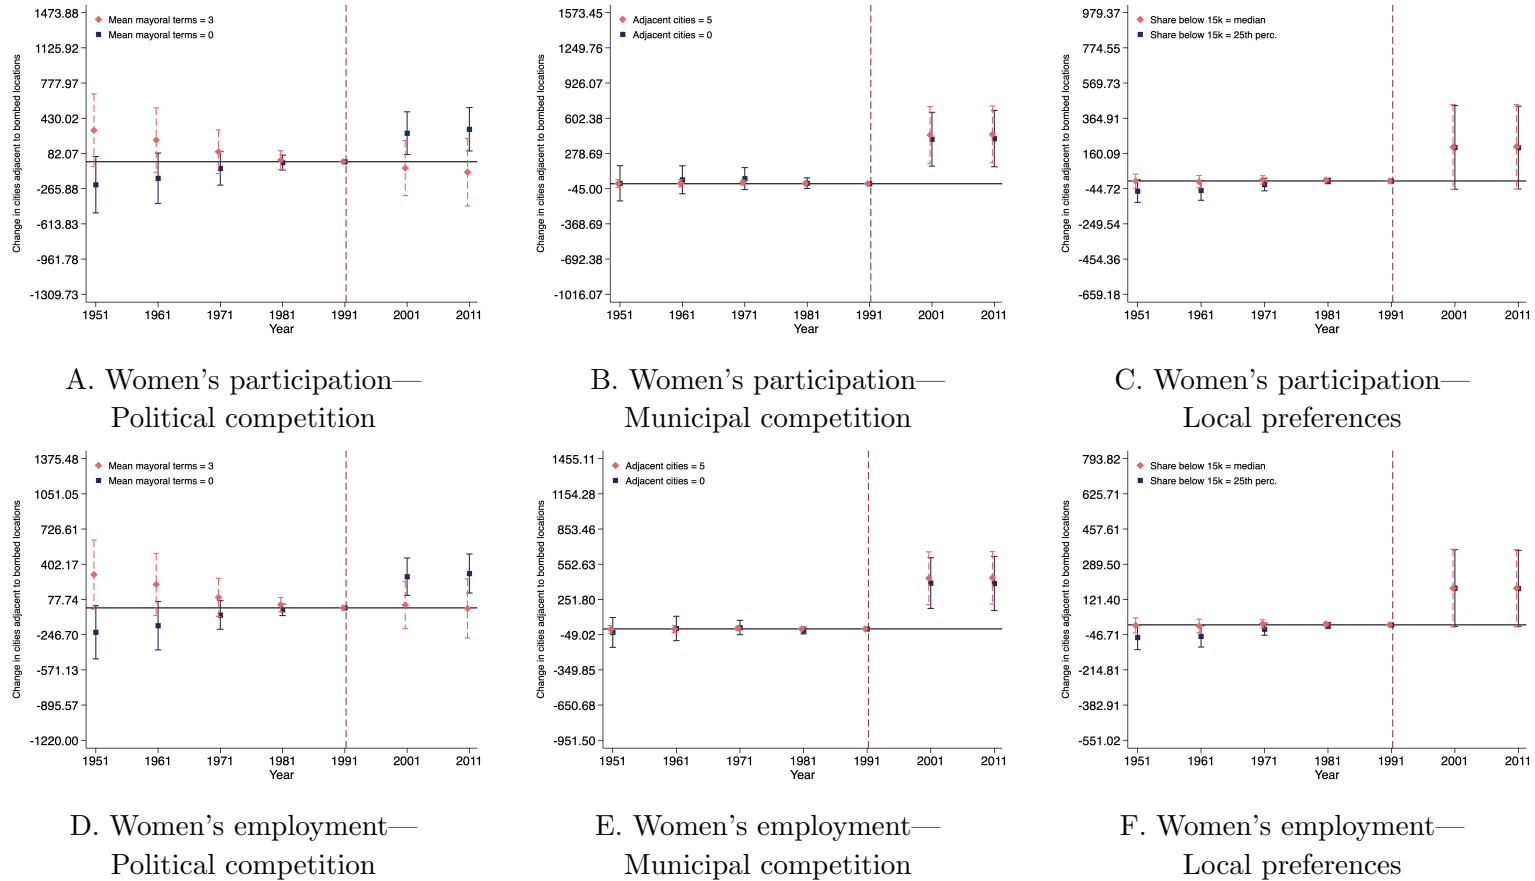 Change in cities adjacent to bombed locations
1473.88
1125.92
777.97
430.02
82.07
-265.88
-613.83
-961.78
-1309.73
Mean mayoral terms = 3
Mean mayoral terms = 0
1951 1961 1971 1981 1991 2001 2011
Year
A. Women's participation—
Political competition
Change in cities adjacent to bombed locations
1573.45
1249.76
926.07
602.38
278.69
-45.00
-368.69
-692.38
-1016.07
Adjacent cities = 5
Adjacent cities = 0
1951 1961 1971 1981 1991 2001 2011
Year
B. Women's participation—
Municipal competition
Change in cities adjacent to bombed locations
979.37
774.55
569.73
364.91
160.09
-44.72
-249.54
-454.36
-659.18
Share below 15k = median
Share below 15k = 25th perc.
1951 1961 1971 1981 1991 2001 2011
Year
C. Women's participation—
Local preferences
Change in cities adjacent to bombed locations
1375.48
1051.05
726.61
402.17
77.74
-246.70
-571.13
-895.57
-1220.00
Mean mayoral terms = 3
Mean mayoral terms = 0
1951 1961 1971 1981 1991 2001 2011
Year
D. Women's employment—
Political competition
Change in cities adjacent to bombed locations
1455.11
1154.28
853.46
552.63
251.80
-49.02
-349.85
-650.68
-951.50
Adjacent cities = 5
Adjacent cities = 0
1951 1961 1971 1981 1991 2001 2011
Year
E. Women's employment—
Municipal competition
Change in cities adjacent to bombed locations
793.82
625.71
457.61
289.50
121.40
-46.71
-214.81
-382.91
-551.02
Share below 15k = median
Share below 15k = 25th perc.
1951 1961 1971 1981 1991 2001 2011
Year
F. Women's employment—
Local preferences